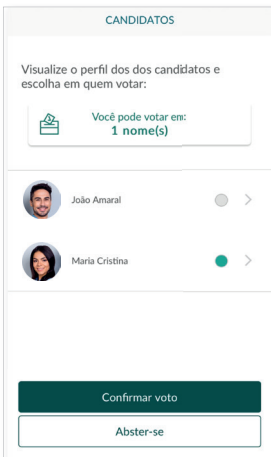 CANDIDATOS
Visualize o perfil dos dos candidatos e
escolha em quem votar:
Você pode votar em:
1 nome(s)
João Amaral
Maria Cristina
Confirmar voto
Abster-se